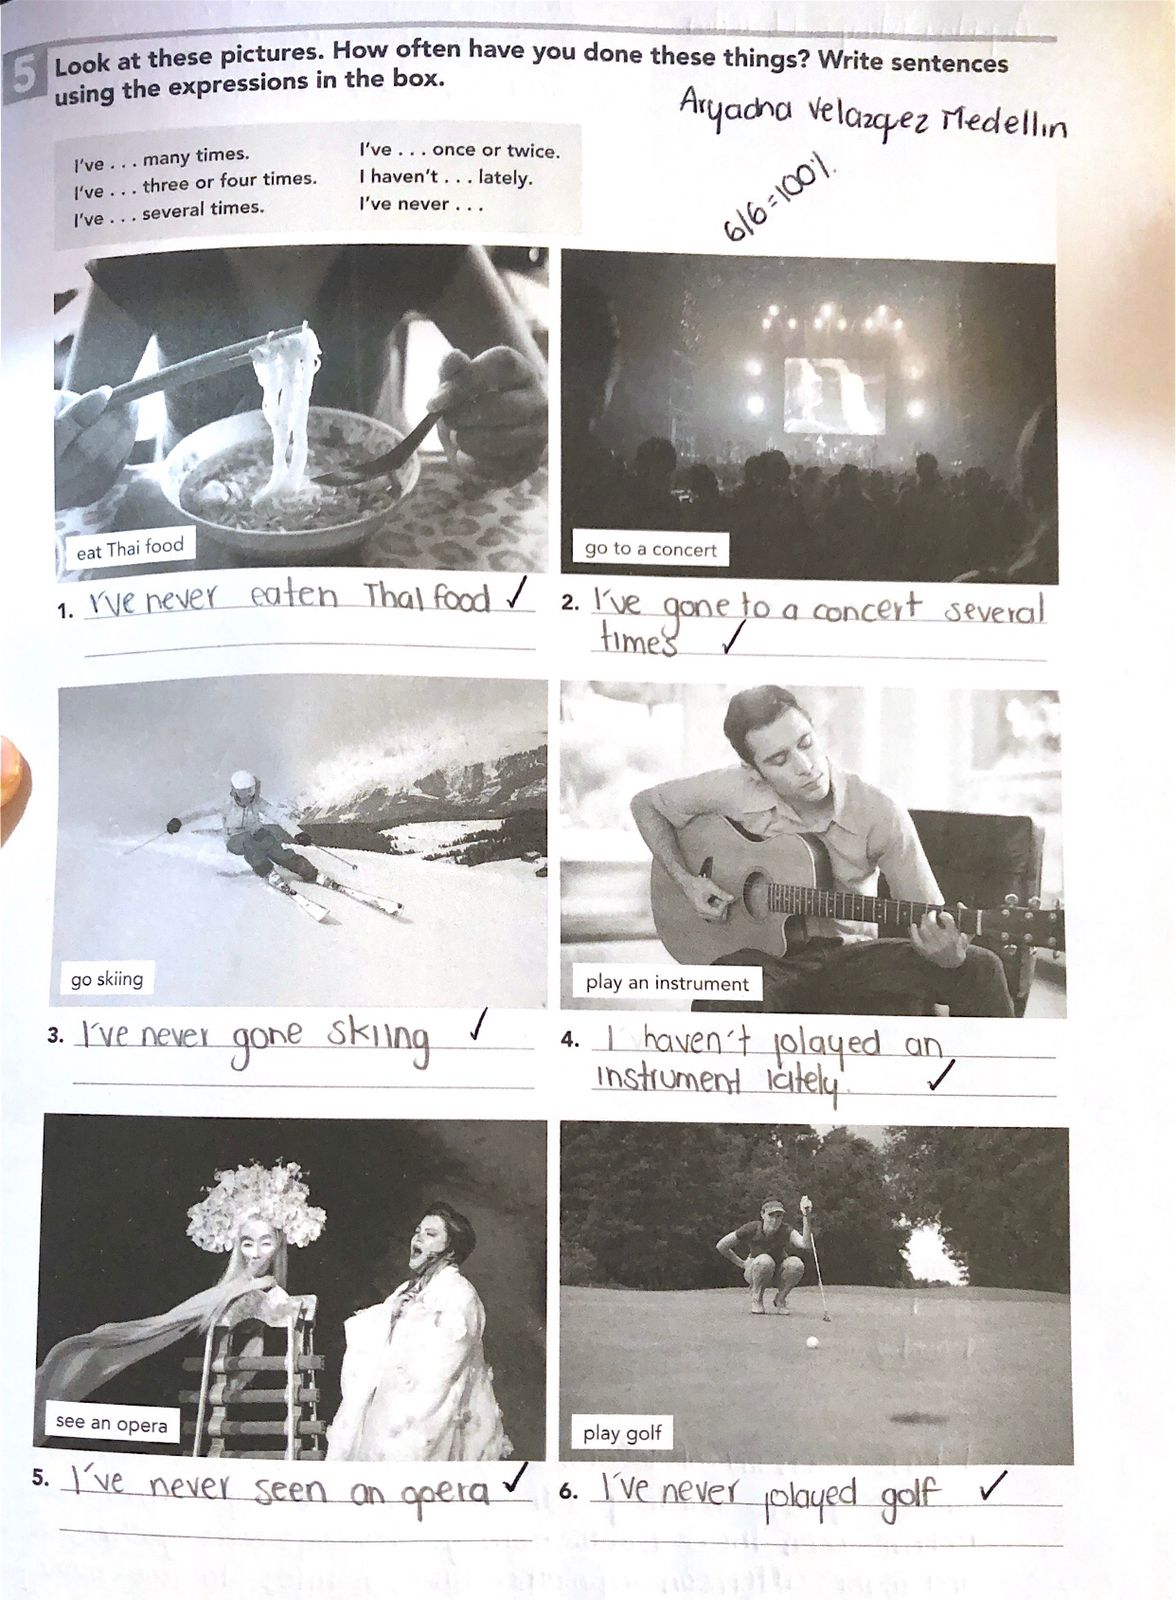 5 Look at these pictures. How often have you done these things? Write sentences
using the expressions in the box.
Aryadna Velazqez Medellin
6/6=100%.
I've . . . many times.
I've . . . three or four times.
I've . . . several times.
I've . . . once or twice.
I haven't . . . lately.
I've never . . .
eat Thai food
go to a concert
1. I've never eaten Thai food ✓
2. I've gone to a concert several
times ✓
go skiing
play an instrument
3. I've never gone skiing ✓
4. I haven't played an
instrument lately. ✓
see an opera
play golf
5. I've never seen an opera ✓
6. I've never played golf ✓